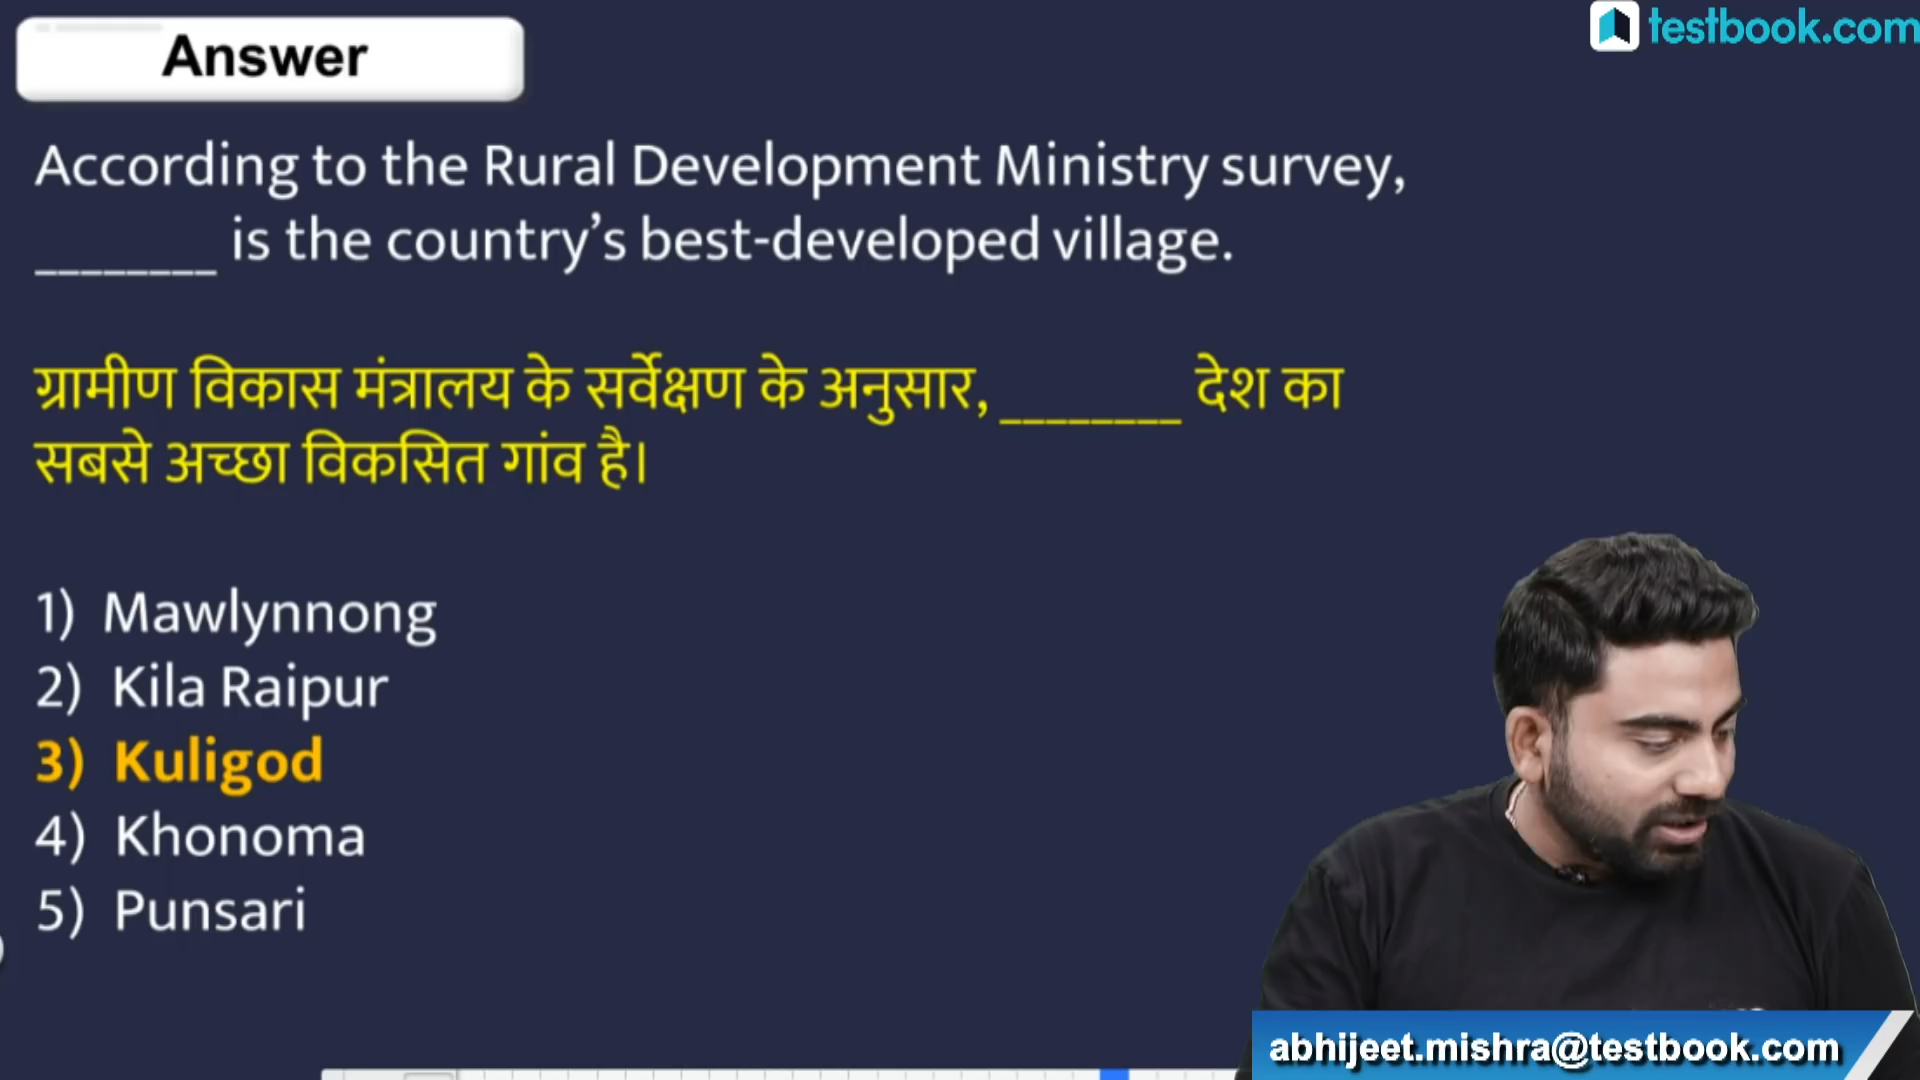 Answer
testbook.com
According to the Rural Development Ministry survey,
________ is the country’s best-developed village.
ग्रामीण विकास मंत्रालय के सर्वेक्षण के अनुसार, ________ देश का
सबसे अच्छा विकसित गांव है।
1) Mawlynnong
2) Kila Raipur
3) Kuligod
4) Khonoma
5) Punsari
abhijeet.mishra@testbook.com